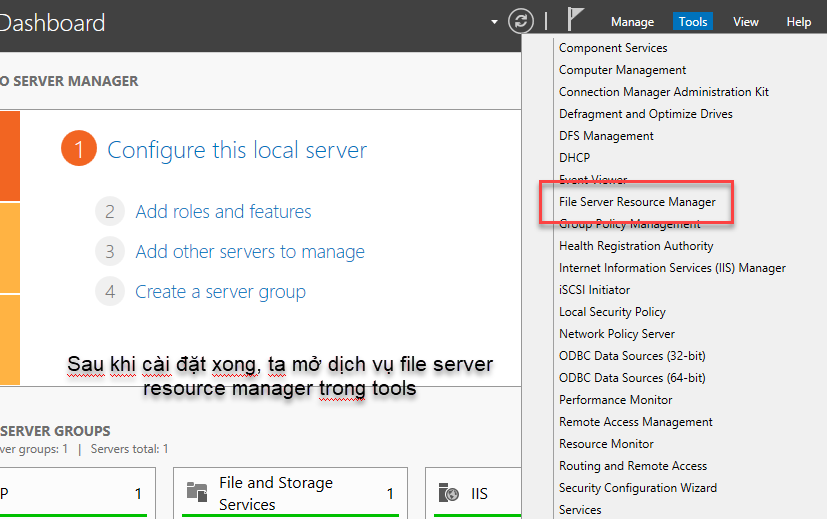 Dashboard
Manage
Tools
View
Help
O SERVER MANAGER
1 Configure this local server
2 Add roles and features
3 Add other servers to manage
4 Create a server group
Sau khi cài đặt xong, ta mở dịch vụ file server
resource manager trong tools
SERVER GROUPS
ver groups: 1 | Servers total: 1
P 1
File and Storage
Services 1
IIS
Component Services
Computer Management
Connection Manager Administration Kit
Defragment and Optimize Drives
DFS Management
DHCP
Event Viewer
File Server Resource Manager
Group Policy Management
Health Registration Authority
Internet Information Services (IIS) Manager
iSCSI Initiator
Local Security Policy
Network Policy Server
ODBC Data Sources (32-bit)
ODBC Data Sources (64-bit)
Performance Monitor
Remote Access Management
Resource Monitor
Routing and Remote Access
Security Configuration Wizard
Services